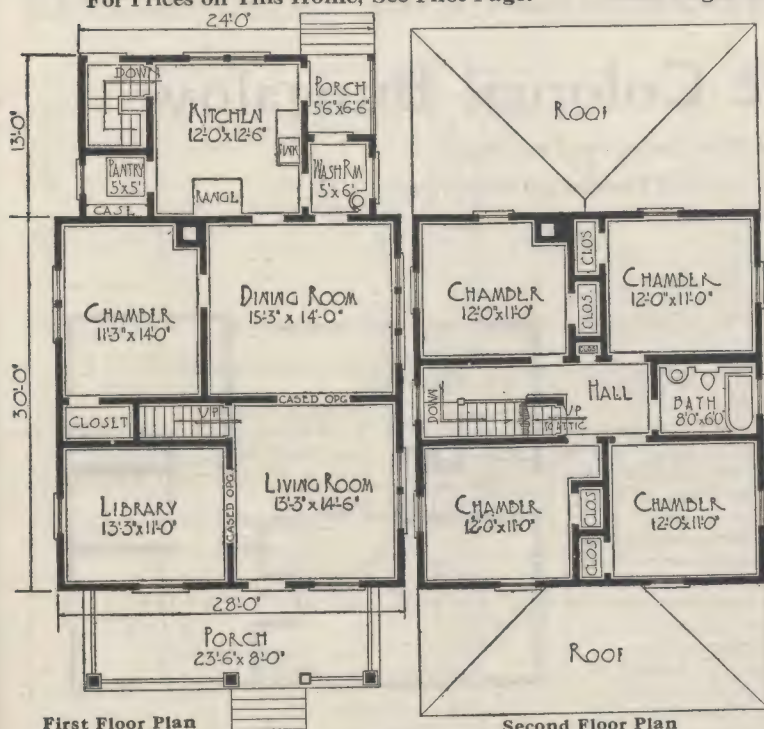 For Prices on This Home, See Price Page.
24'-0"
DOWN
KITCHEN
12'-0"x12'-6"
PORCH
5'6"x6'-6"
ROOF
13'-0"
SINK
PANTRY
5'x5'
WASH RM
5'x6'
CASE
RANGE
CLOS
CHAMBER
11'-3"x14'-0"
DINING ROOM
15'-3" x 14'-0"
CHAMBER
12'-0"x11'-0"
CLOS
CHAMBER
12'-0"x11'-0"
30'-0"
CASED OPG
CLOSET
UP
DOWN
UP
TO ATTIC
HALL
BATH
8'0"x6'0"
LIBRARY
13'-3"x11'-0"
CASED OPG
LIVING ROOM
13'-3"x14'-6"
CHAMBER
12'-0"x11'-0"
CLOS
CLOS
CHAMBER
12'-0"x11'-0"
28'-0"
PORCH
23'-6"x 8'-0"
ROOF
First Floor Plan
Second Floor Plan